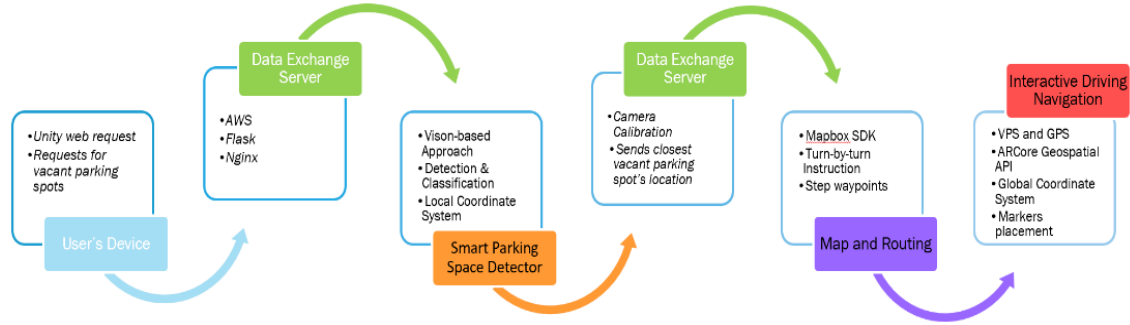 User's Device
• Unity web request
• Requests for
vacant parking
spots
Data Exchange
Server
• AWS
• Flask
• Nginx
• Vison-based
Approach
• Detection &
Classification
• Local Coordinate
System
Smart Parking
Space Detector
Data Exchange
Server
• Camera
Calibration
• Sends closest
vacant parking
spot's location
• Mapbox SDK
• Turn-by-turn
Instruction
• Step waypoints
Map and Routing
Interactive Driving
Navigation
• VPS and GPS
• ARCore Geospatial
API
• Global Coordinate
System
• Markers
placement